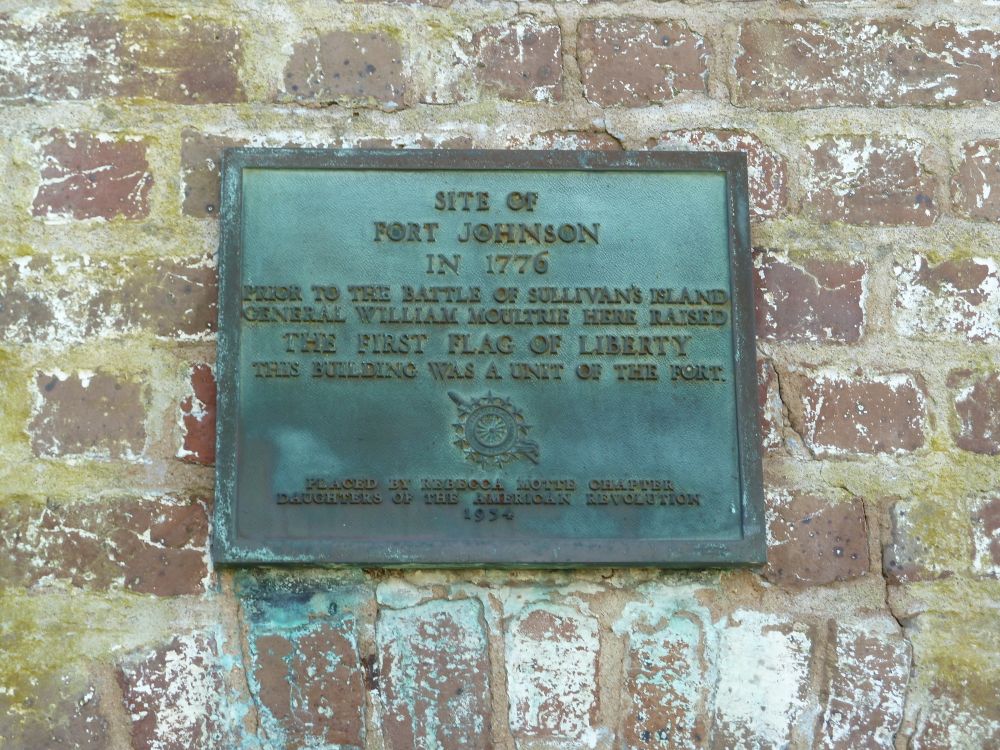 SITE OF
FORT JOHNSON
IN 1776
PRIOR TO THE BATTLE OF SULLIVAN'S ISLAND
GENERAL WILLIAM MOULTRIE HERE RAISED
THE FIRST FLAG OF LIBERTY
THIS BUILDING WAS A UNIT OF THE FORT.
PLACED BY REBECCA MOTTE CHAPTER
DAUGHTERS OF THE AMERICAN REVOLUTION
1934